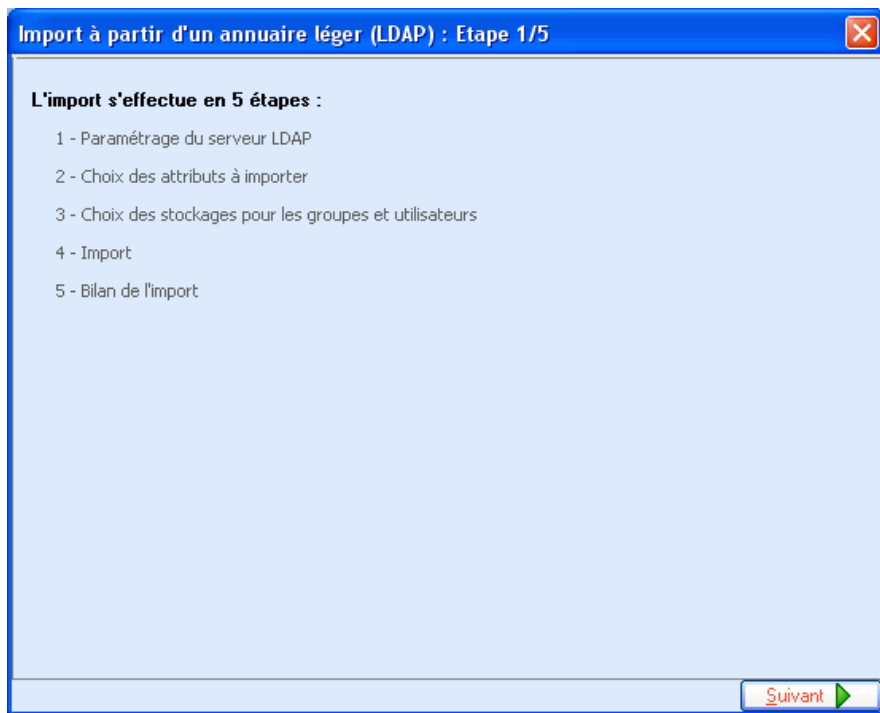 Import à partir d'un annuaire léger (LDAP) : Etape 1/5
L'import s'effectue en 5 étapes :
1 - Paramétrage du serveur LDAP
2 - Choix des attributs à importer
3 - Choix des stockages pour les groupes et utilisateurs
4 - Import
5 - Bilan de l'import
Suivant